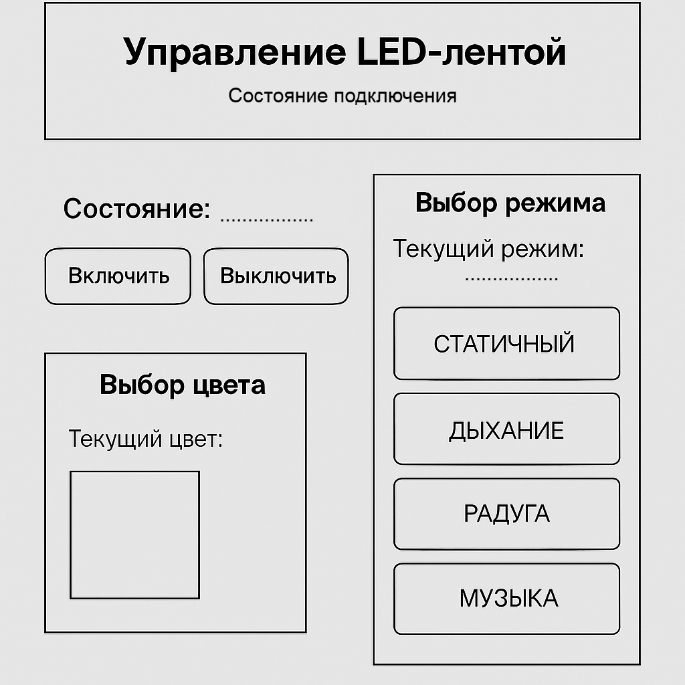 Управление LED-лентой
Состояние подключения
Состояние: .................
Включить
Выключить
Выбор цвета
Текущий цвет:
Выбор режима
Текущий режим:
.................
СТАТИЧНЫЙ
ДЫХАНИЕ
РАДУГА
МУЗЫКА